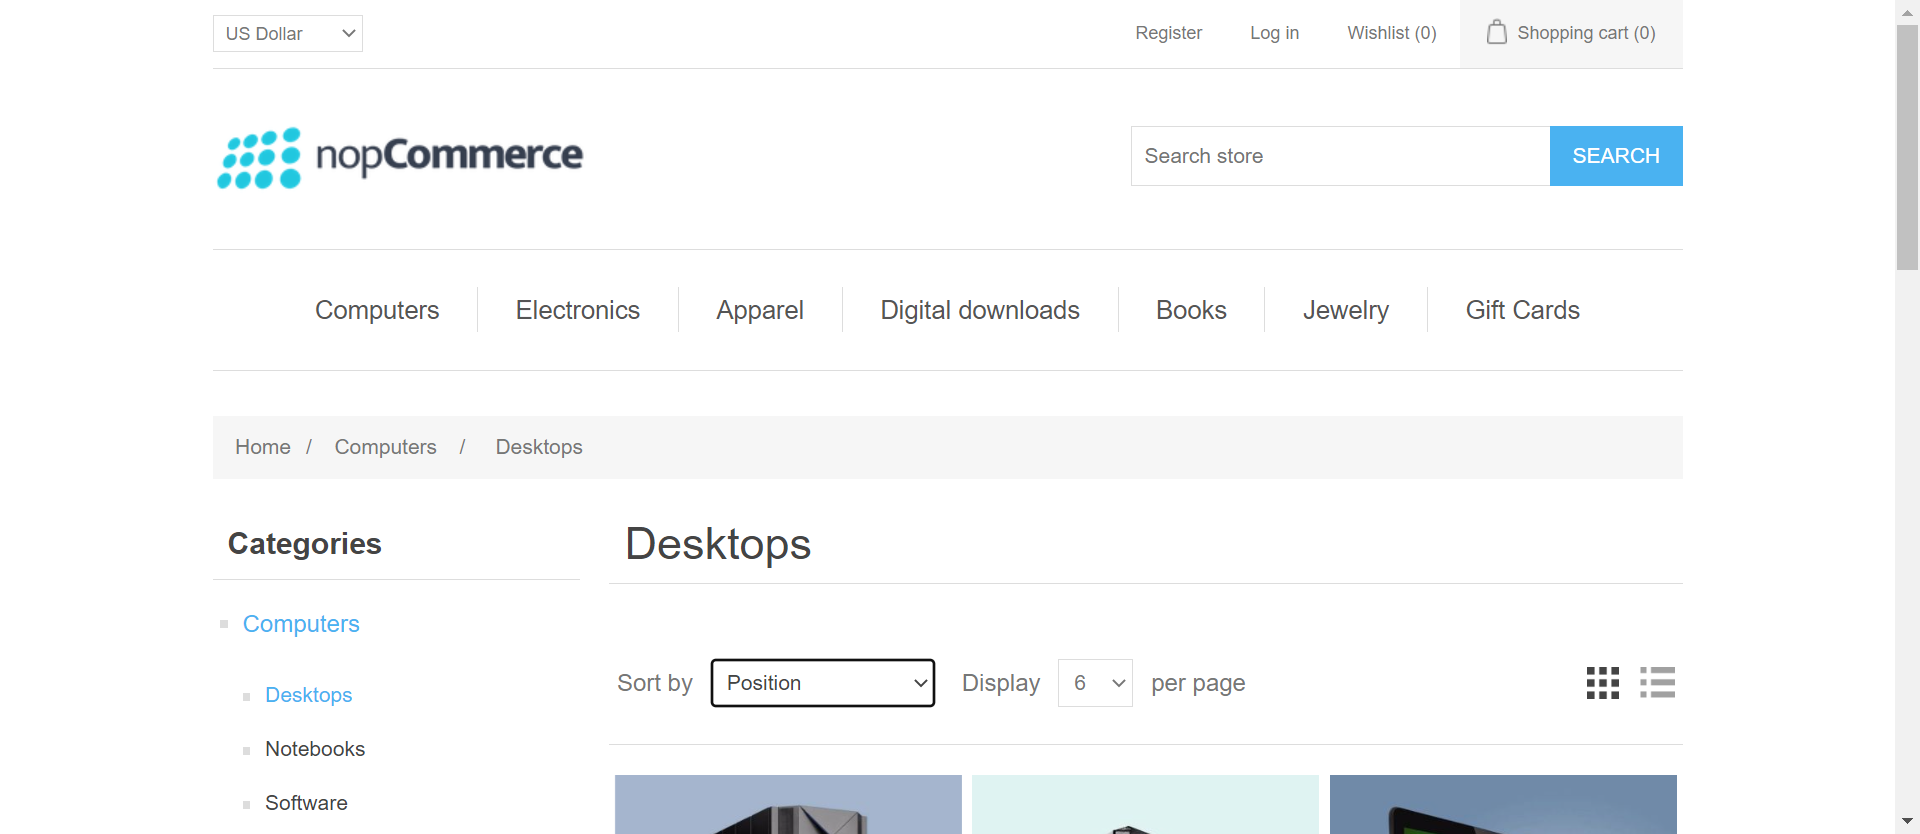 US Dollar
Register Log in Wishlist (0) Shopping cart (0)
nopCommerce
Search store SEARCH
Computers Electronics Apparel Digital downloads Books Jewelry Gift Cards
Home / Computers / Desktops
Categories
Computers
Desktops
Notebooks
Software
Desktops
Sort by Position Display 6 per page